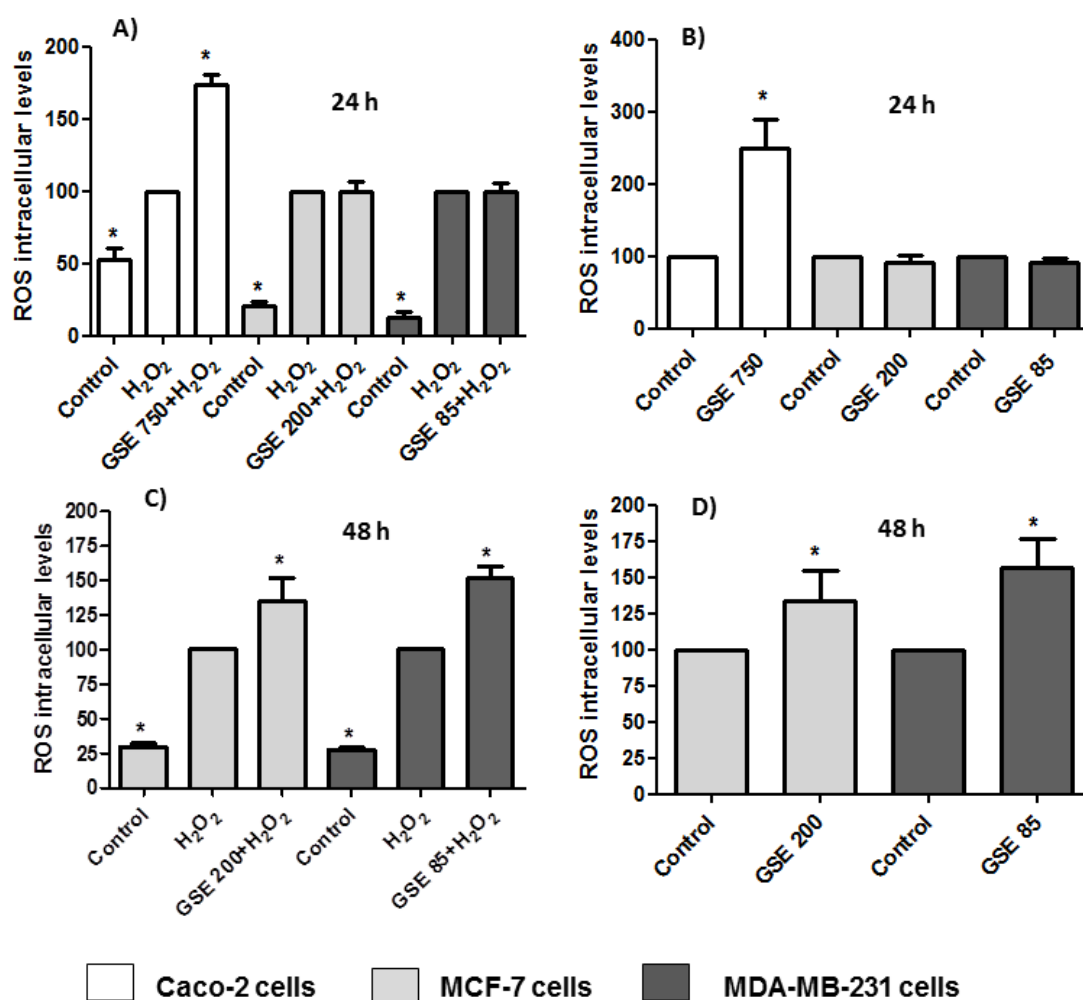 A)
24 h
ROS intracellular levels
200
150
100
50
0
*
*
*
*
Control
H₂O₂
GSE 750+H₂O₂
Control
H₂O₂
GSE 200+H₂O₂
Control
H₂O₂
GSE 85+H₂O₂
B)
24 h
ROS intracellular levels
400
300
200
100
0
*
Control
GSE 750
Control
GSE 200
Control
GSE 85
C)
48 h
ROS intracellular levels
200
175
150
125
100
75
50
25
0
*
*
*
*
Control
H₂O₂
GSE 200+H₂O₂
Control
H₂O₂
GSE 85+H₂O₂
D)
48 h
ROS intracellular levels
200
175
150
125
100
75
50
25
0
*
*
Control
GSE 200
Control
GSE 85
Caco-2 cells
MCF-7 cells
MDA-MB-231 cells